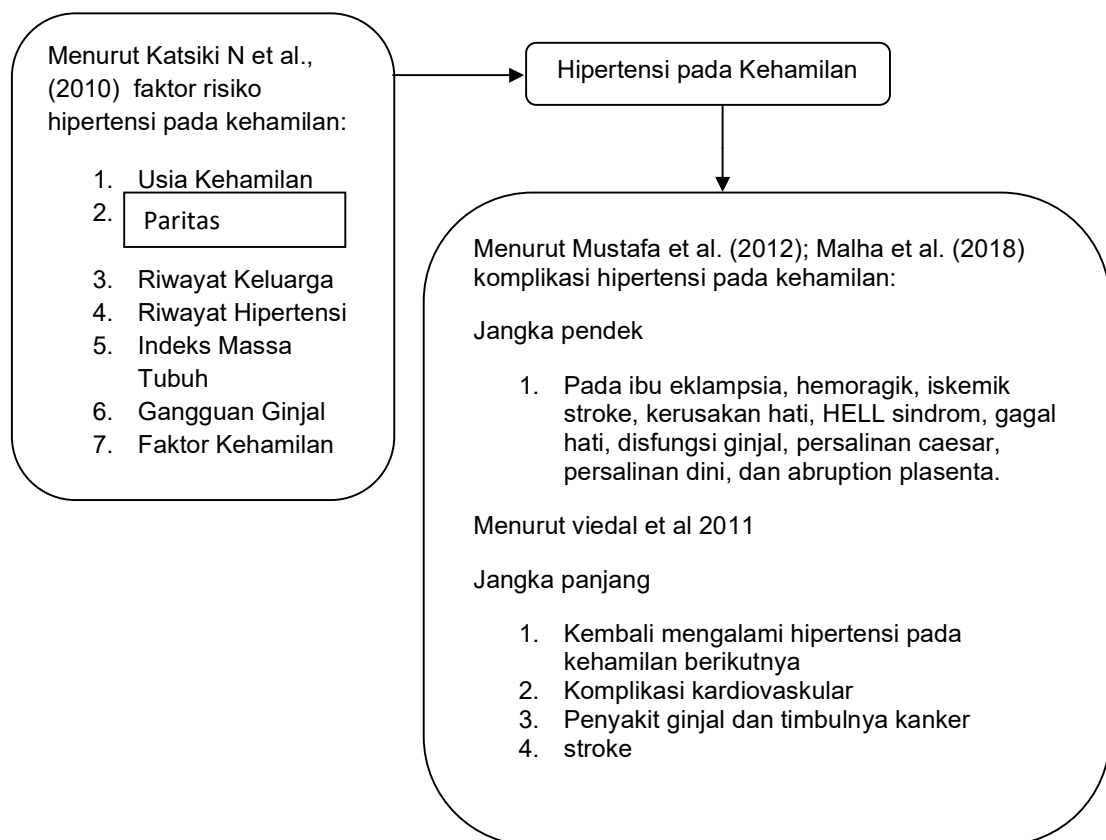 Menurut Katsiki N et al.,
(2010) faktor risiko
hipertensi pada kehamilan:
1. Usia Kehamilan
2. Paritas
3. Riwayat Keluarga
4. Riwayat Hipertensi
5. Indeks Massa
Tubuh
6. Gangguan Ginjal
7. Faktor Kehamilan
Hipertensi pada Kehamilan
Menurut Mustafa et al. (2012); Malha et al. (2018)
komplikasi hipertensi pada kehamilan:
Jangka pendek
1. Pada ibu eklampsia, hemoragik, iskemik
stroke, kerusakan hati, HELL sindrom, gagal
hati, disfungsi ginjal, persalinan caesar,
persalinan dini, dan abruption plasenta.
Menurut viedal et al 2011
Jangka panjang
1. Kembali mengalami hipertensi pada
kehamilan berikutnya
2. Komplikasi kardiovaskular
3. Penyakit ginjal dan timbulnya kanker
4. stroke